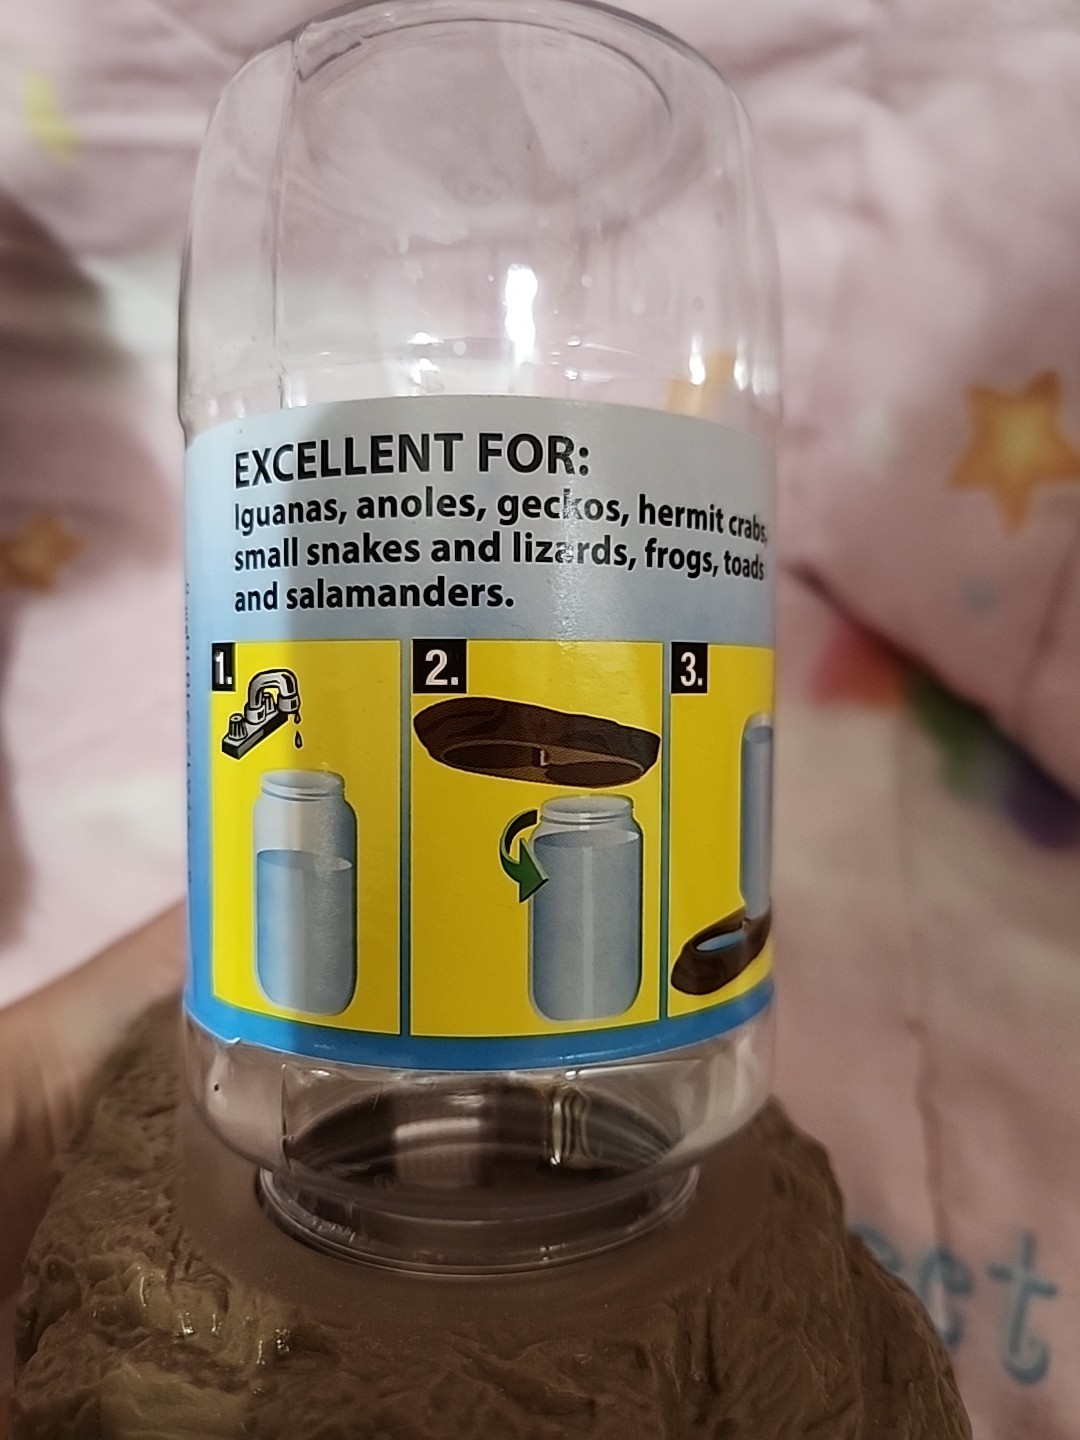 EXCELLENT FOR:
Iguanas, anoles, geckos, hermit crabs,
small snakes and lizards, frogs, toads
and salamanders.
1.
2.
3.